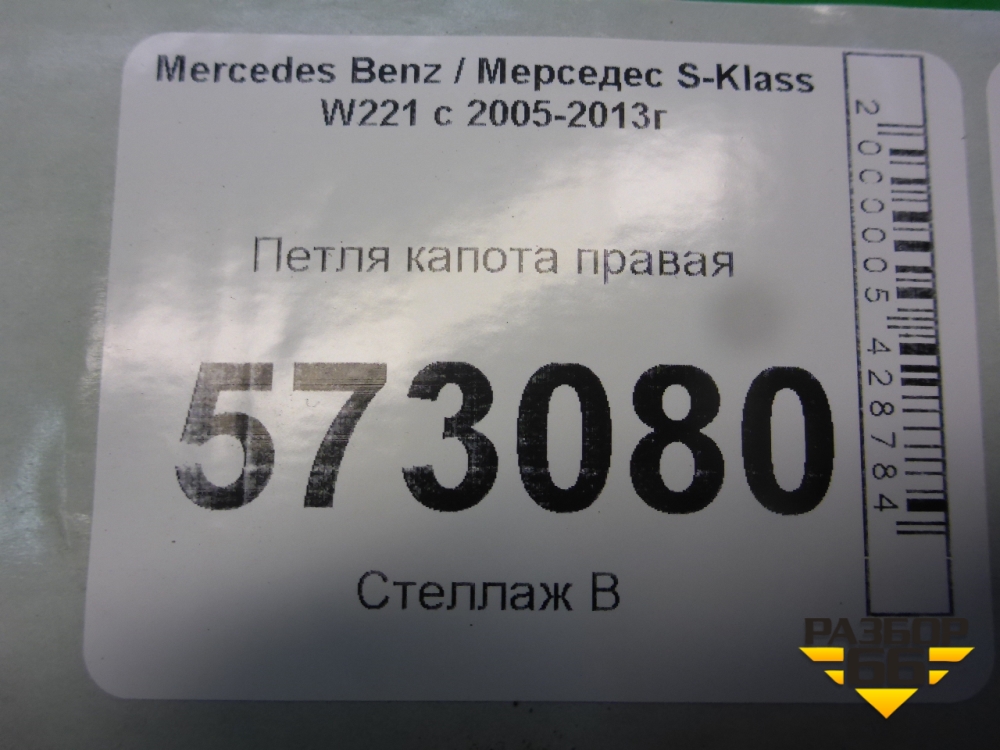 Mercedes Benz / Мерседес S-Klass
W221 с 2005-2013г
Петля капота правая
573080
Стеллаж В
2000005428784
РАЗБОР
66